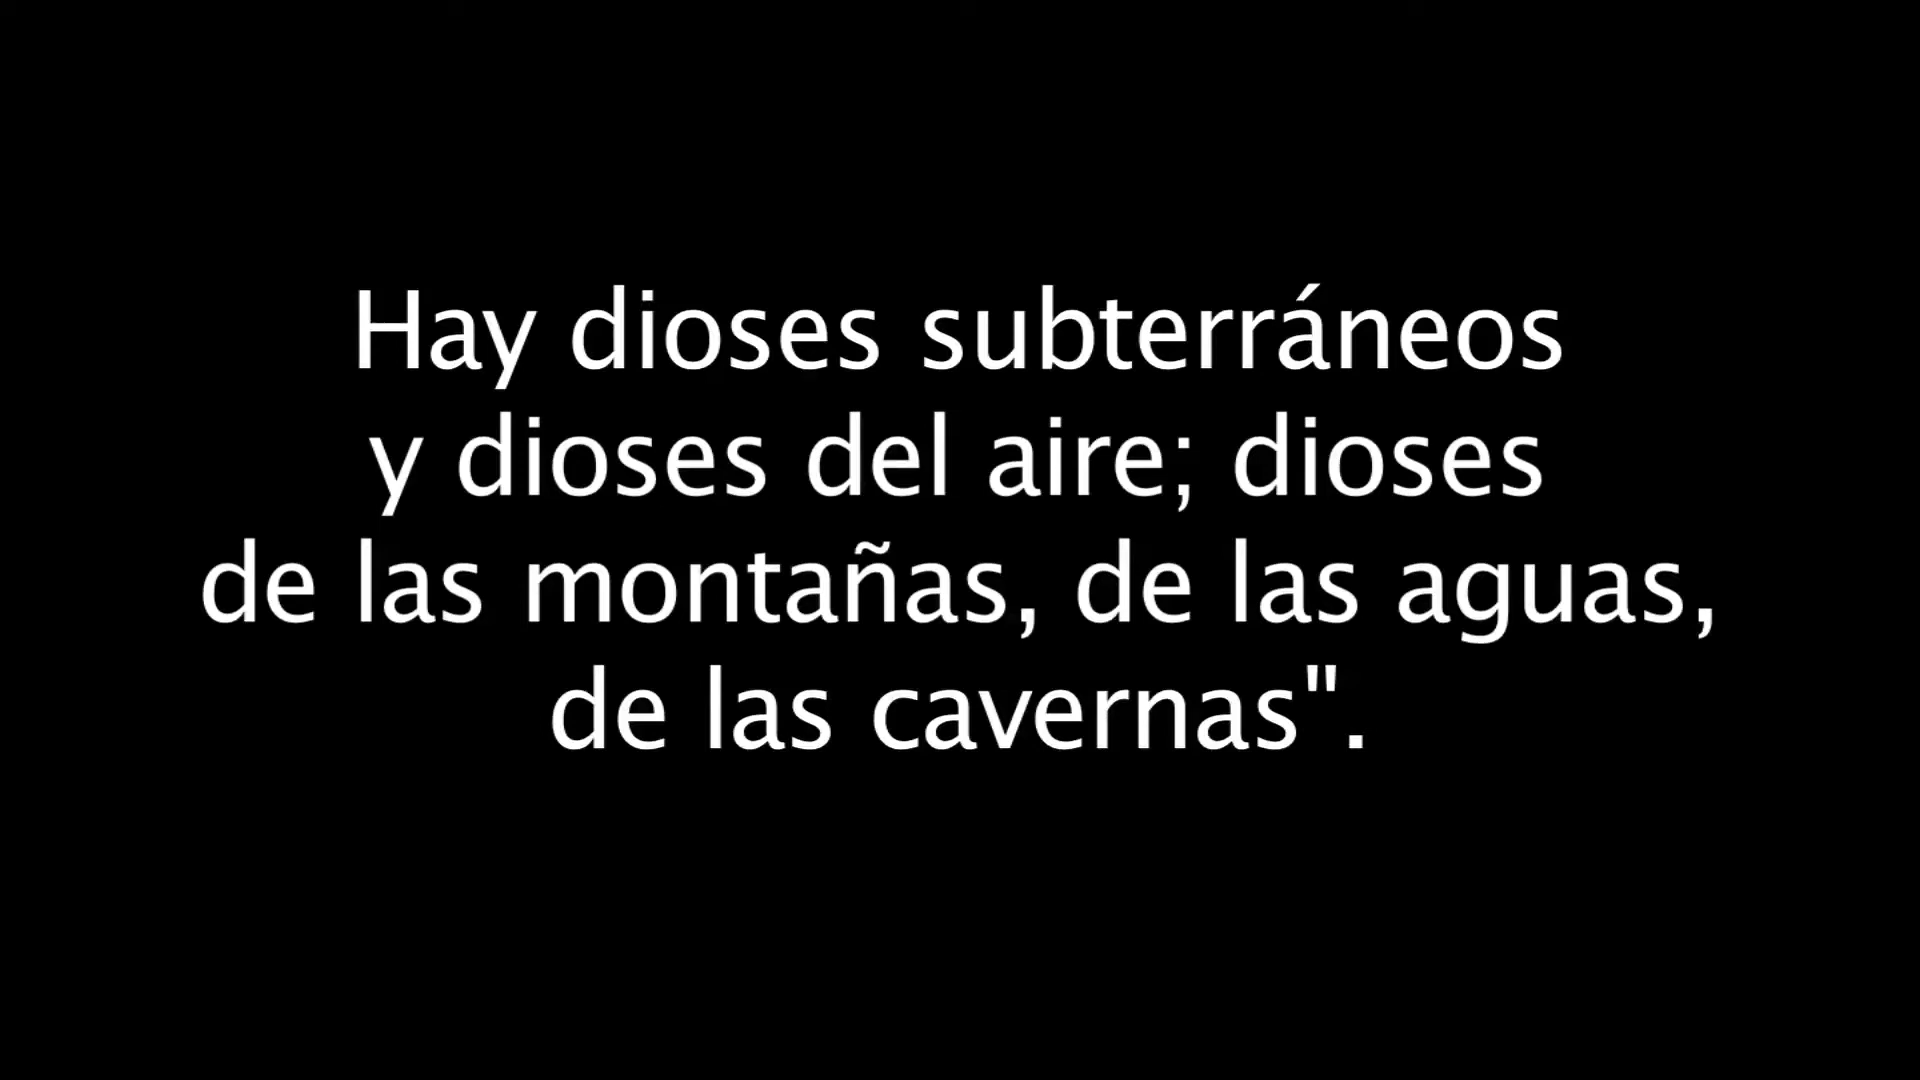 Hay dioses subterráneos
y dioses del aire; dioses
de las montañas, de las aguas,
de las cavernas".